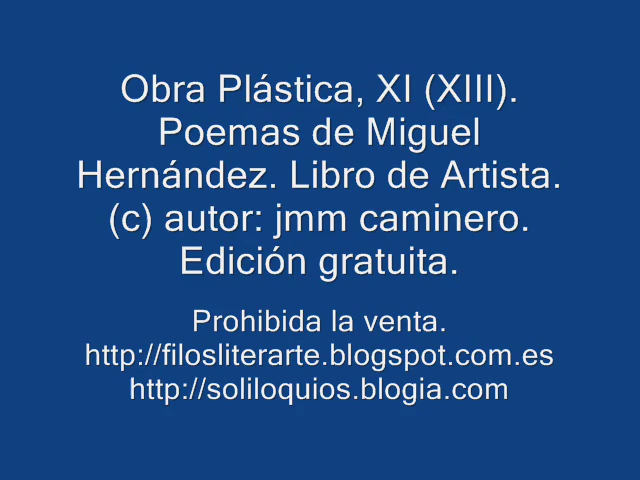 Obra Plástica, XI (XIII).
Poemas de Miguel
Hernández. Libro de Artista.
(c) autor: jmm caminero.
Edición gratuita.
Prohibida la venta.
http://filosliterarte.blogspot.com.es
http://soliloquios.blogia.com